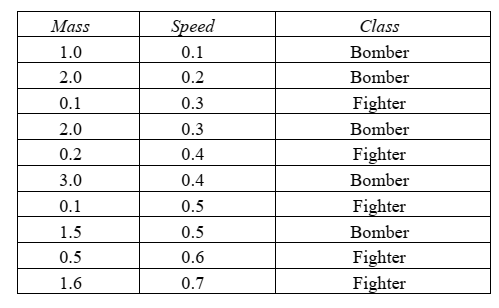 Mass Speed Class
1.0 0.1 Bomber
2.0 0.2 Bomber
0.1 0.3 Fighter
2.0 0.3 Bomber
0.2 0.4 Fighter
3.0 0.4 Bomber
0.1 0.5 Fighter
1.5 0.5 Bomber
0.5 0.6 Fighter
1.6 0.7 Fighter